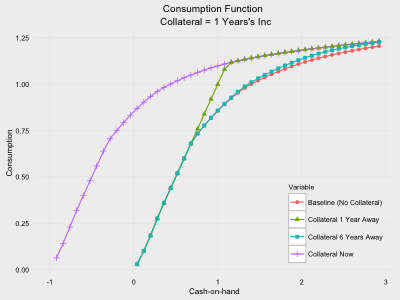 Consumption Function
Collateral = 1 Years's Inc
1.25
1.00
0.75
0.50
0.25
0.00
Consumption
-1
0
1
2
3
Cash-on-hand
Variable
Baseline (No Collateral)
Collateral 1 Year Away
Collateral 6 Years Away
Collateral Now